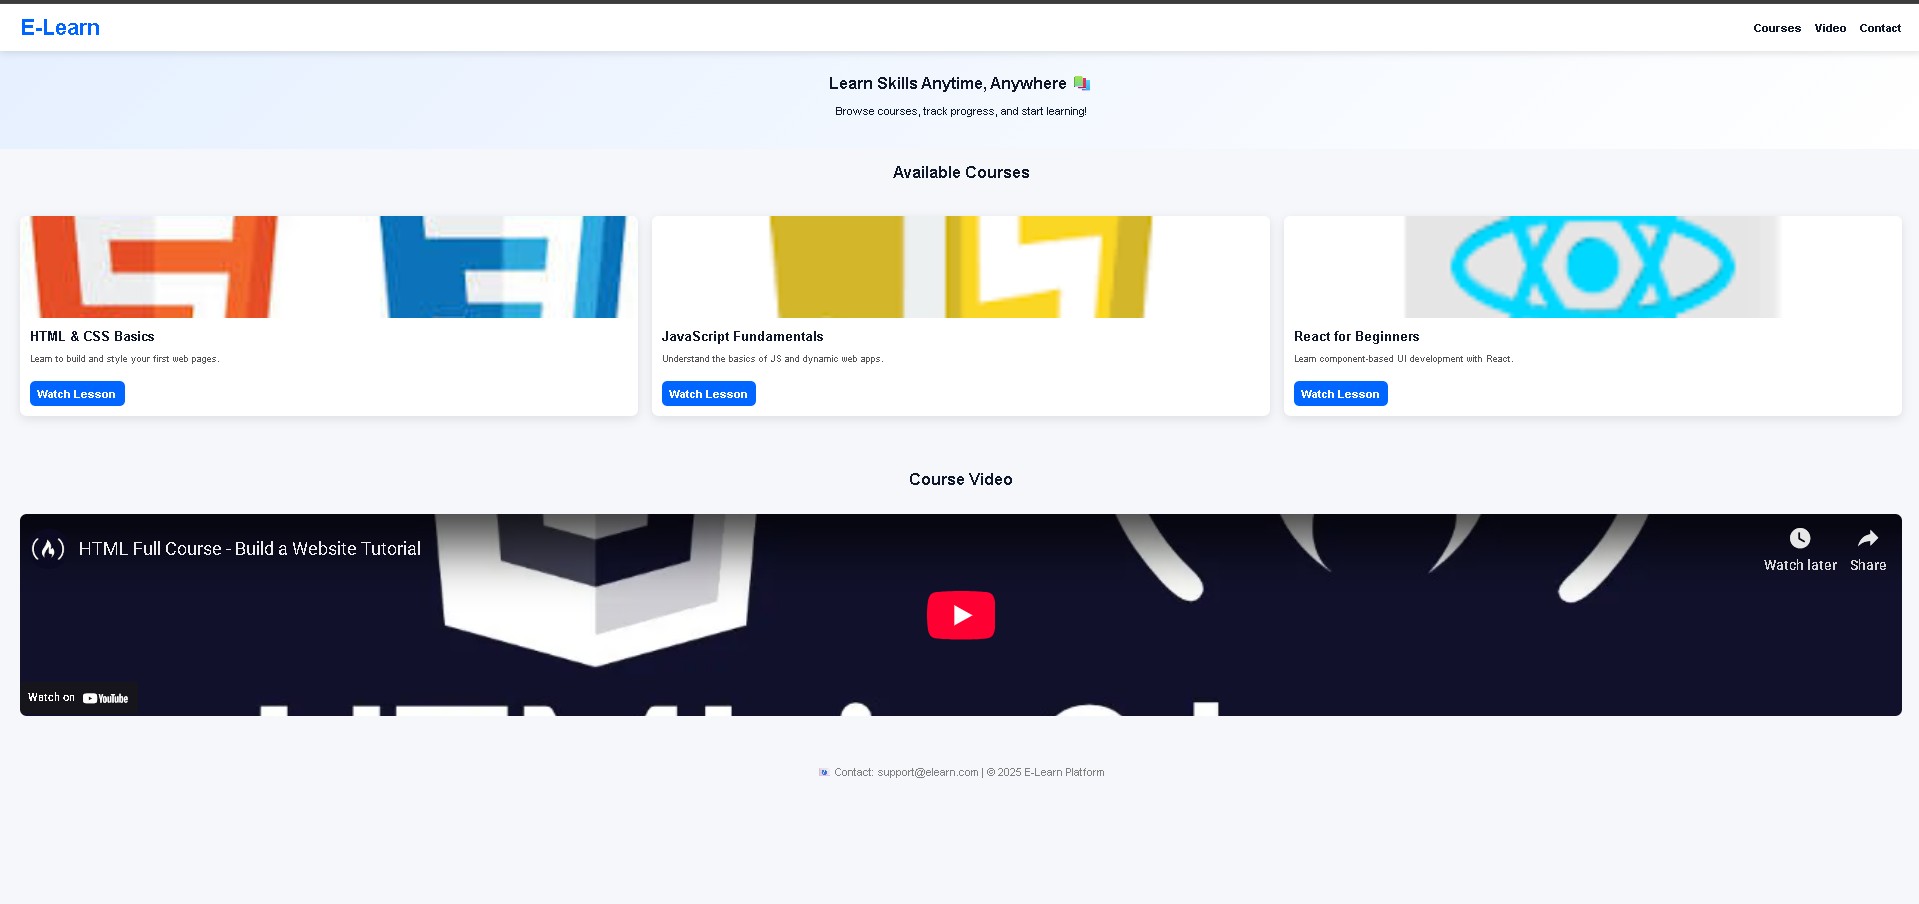 E-Learn
Courses Video Contact
Learn Skills Anytime, Anywhere
Browse courses, track progress, and start learning!
Available Courses
HTML & CSS Basics
Learn to build and style your first web pages.
Watch Lesson
JavaScript Fundamentals
Understand the basics of JS and dynamic web apps.
Watch Lesson
React for Beginners
Learn component-based UI development with React.
Watch Lesson
Course Video
HTML Full Course - Build a Website Tutorial
Watch later Share
Watch on YouTube
Contact: support@elearn.com | © 2025 E-Learn Platform